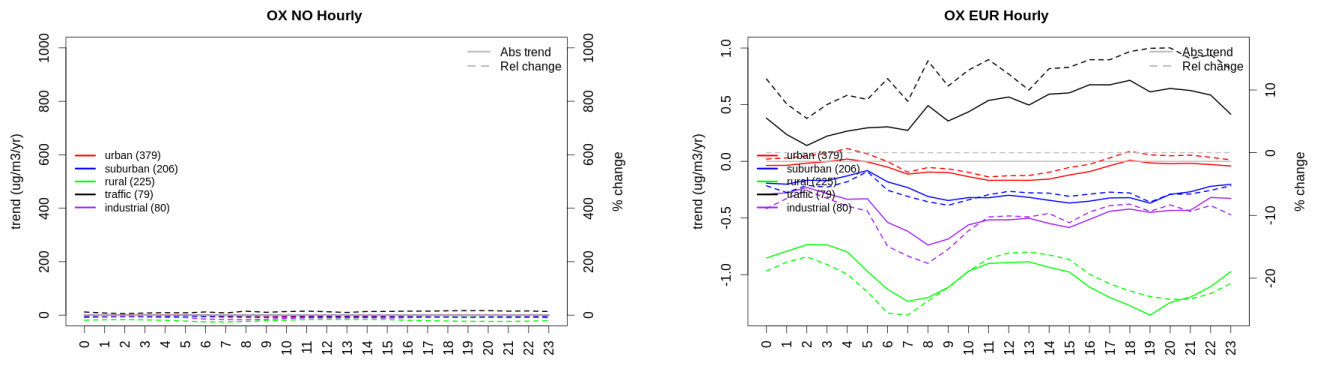 OX NO Hourly
Abs trend
Rel change
urban (379)
suburban (206)
rural (225)
traffic (79)
industrial (80)
trend (ug/m3/yr)
1000
800
600
400
200
0
1000
800
600
400
200
0
% change
0 1 2 3 4 5 6 7 8 9 10 11 12 13 14 15 16 17 18 19 20 21 22 23
OX EUR Hourly
Abs trend
Rel change
urban (379)
suburban (206)
rural (225)
traffic (79)
industrial (80)
trend (ug/m3/yr)
1.0
0.5
0.0
-0.5
-1.0
10
0
-10
-20
% change
0 1 2 3 4 5 6 7 8 9 10 11 12 13 14 15 16 17 18 19 20 21 22 23